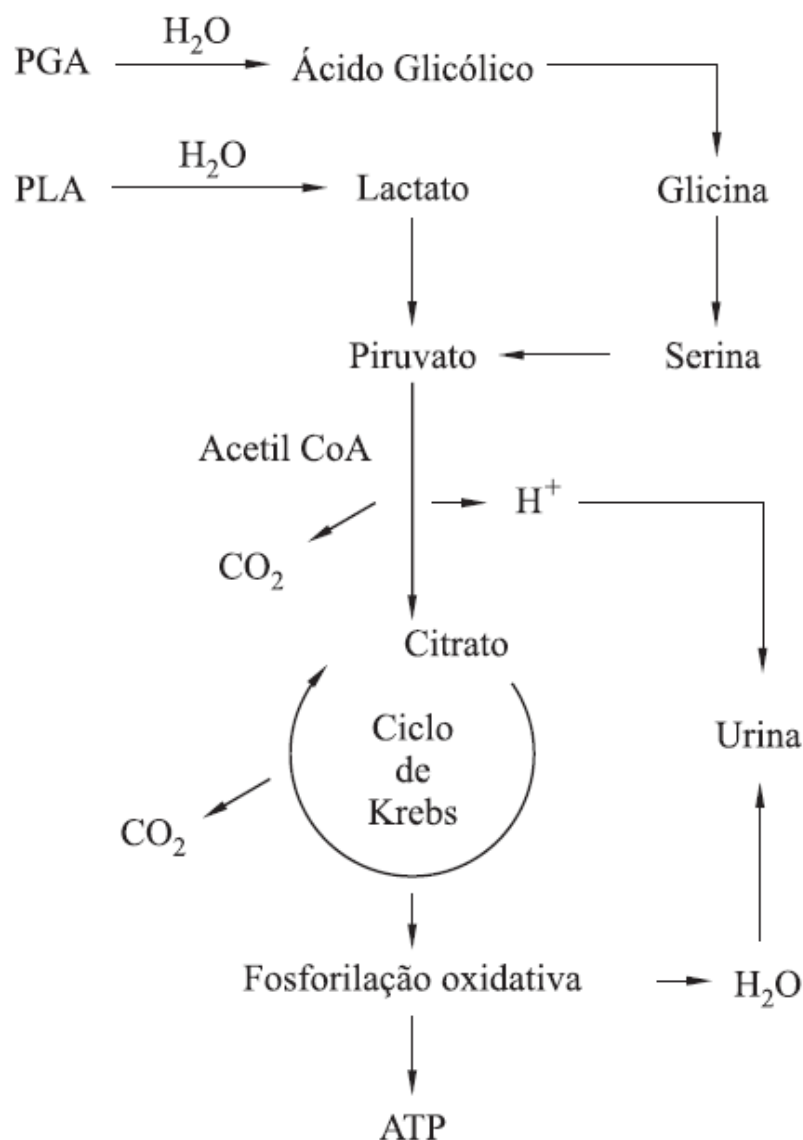 H₂O
PGA Ácido Glicólico
H₂O
PLA Lactato Glicina
Piruvato Serina
Acetil CoA
H⁺
CO₂
Citrato
Ciclo
de
Krebs
Urina
CO₂
Fosforilação oxidativa H₂O
ATP